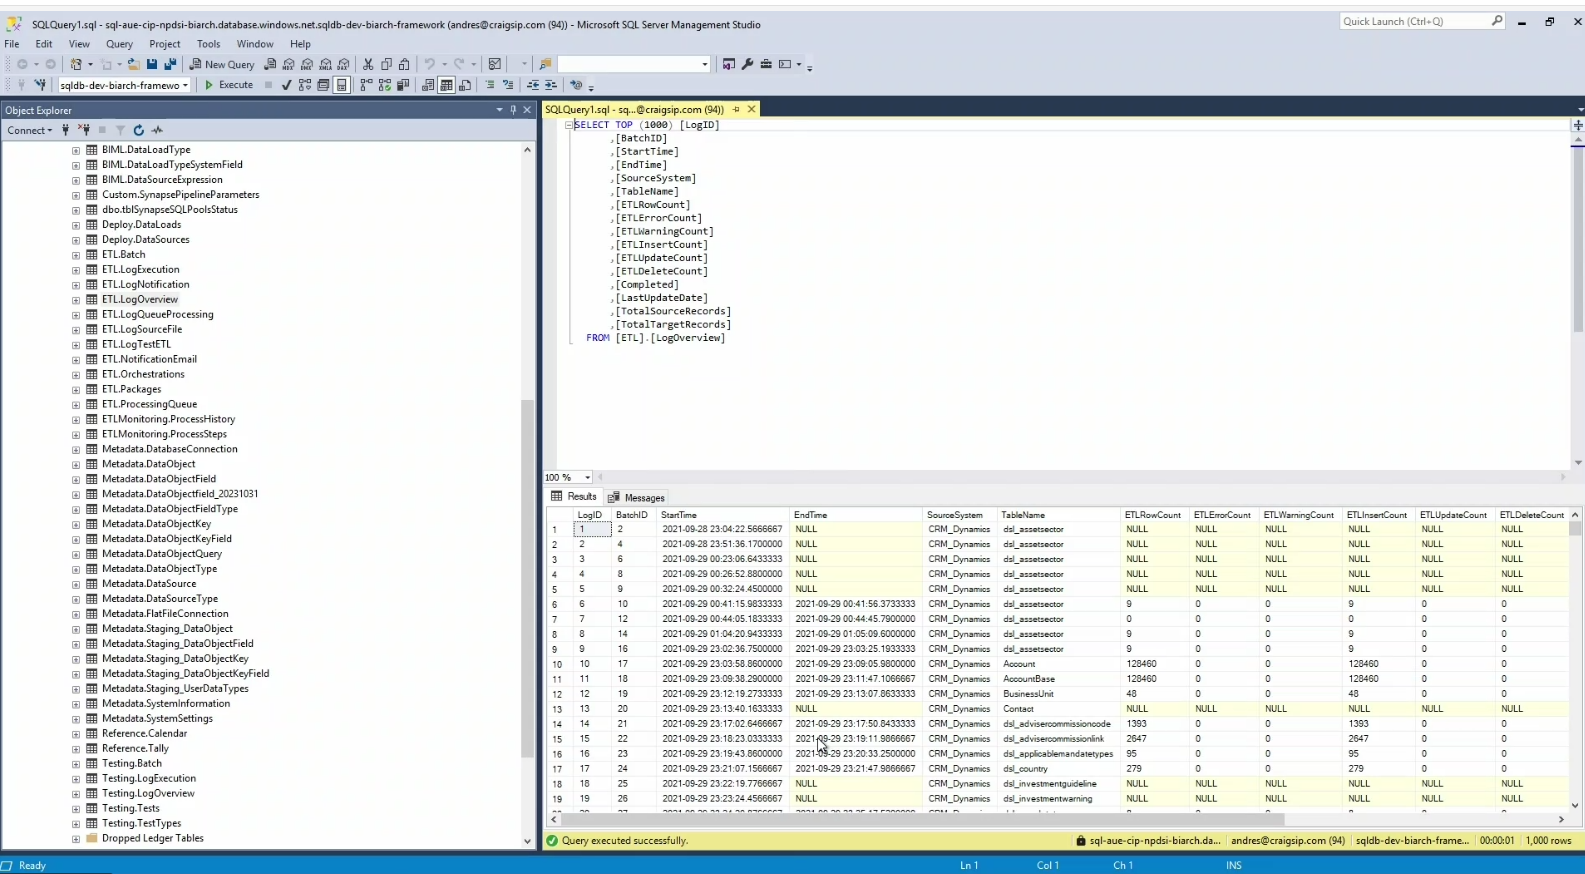 SQLQuery1.sql - sql-aue-cip-npdsi-biarch.database.windows.net.sqldb-dev-biarch-framework (andres@craigsip.com (94)) - Microsoft SQL Server Management Studio
Quick Launch (Ctrl+Q)
File Edit View Query Project Tools Window Help
New Query
sqldb-dev-biarch-framewo Execute
Object Explorer
Connect
BIML.DataLoadType
BIML.DataLoadTypeSystemField
BIML.DataSourceExpression
Custom.SynapsePipelineParameters
dbo.tblSynapseSQLPoolsStatus
Deploy.DataLoads
Deploy.DataSources
ETL.Batch
ETL.LogExecution
ETL.LogNotification
ETL.LogOverview
ETL.LogQueueProcessing
ETL.LogSourceFile
ETL.LogTestETL
ETL.NotificationEmail
ETL.Orchestrations
ETL.Packages
ETL.ProcessingQueue
ETLMonitoring.ProcessHistory
ETLMonitoring.ProcessSteps
Metadata.DatabaseConnection
Metadata.DataObject
Metadata.DataObjectField
Metadata.DataObjectfield_20231031
Metadata.DataObjectFieldType
Metadata.DataObjectKey
Metadata.DataObjectKeyField
Metadata.DataObjectQuery
Metadata.DataObjectType
Metadata.DataSource
Metadata.DataSourceType
Metadata.FlatFileConnection
Metadata.Staging_DataObject
Metadata.Staging_DataObjectField
Metadata.Staging_DataObjectKey
Metadata.Staging_DataObjectKeyField
Metadata.Staging_UserDataTypes
Metadata.SystemInformation
Metadata.SystemSettings
Reference.Calendar
Reference.Tally
Testing.Batch
Testing.LogExecution
Testing.LogOverview
Testing.Tests
Testing.TestTypes
Dropped Ledger Tables
SQLQuery1.sql - sq...@craigsip.com (94))
SELECT TOP (1000) [LogID]
,[BatchID]
,[StartTime]
,[EndTime]
,[SourceSystem]
,[TableName]
,[ETLRowCount]
,[ETLErrorCount]
,[ETLWarningCount]
,[ETLInsertCount]
,[ETLUpdateCount]
,[ETLDeleteCount]
,[Completed]
,[LastUpdateDate]
,[TotalSourceRecords]
,[TotalTargetRecords]
FROM [ETL].[LogOverview]
100 %
Results Messages
LogID BatchID StartTime EndTime SourceSystem TableName ETLRowCount ETLErrorCount ETLWarningCount ETLInsertCount ETLUpdateCount ETLDeleteCount
1 1 2 2021-09-28 23:04:22.5666667 NULL CRM_Dynamics dsl_assetsector NULL NULL NULL NULL NULL NULL
2 2 4 2021-09-28 23:51:36.1700000 NULL CRM_Dynamics dsl_assetsector NULL NULL NULL NULL NULL NULL
3 3 6 2021-09-29 00:23:06.6433333 NULL CRM_Dynamics dsl_assetsector NULL NULL NULL NULL NULL NULL
4 4 8 2021-09-29 00:26:52.8800000 NULL CRM_Dynamics dsl_assetsector NULL NULL NULL NULL NULL NULL
5 5 9 2021-09-29 00:32:24.4500000 NULL CRM_Dynamics dsl_assetsector NULL NULL NULL NULL NULL NULL
6 6 10 2021-09-29 00:41:15.9833333 2021-09-29 00:41:56.3733333 CRM_Dynamics dsl_assetsector 9 0 0 9 0 0
7 7 12 2021-09-29 00:44:05.1833333 2021-09-29 00:44:45.7900000 CRM_Dynamics dsl_assetsector 0 0 0 0 0 0
8 8 14 2021-09-29 01:04:20.9433333 2021-09-29 01:05:09.6000000 CRM_Dynamics dsl_assetsector 9 0 0 9 0 0
9 9 16 2021-09-29 23:02:36.7500000 2021-09-29 23:03:25.1933333 CRM_Dynamics dsl_assetsector 9 0 0 9 0 0
10 10 17 2021-09-29 23:03:58.8600000 2021-09-29 23:09:05.9800000 CRM_Dynamics Account 128460 0 0 128460 0 0
11 11 18 2021-09-29 23:09:38.2900000 2021-09-29 23:11:47.1066667 CRM_Dynamics AccountBase 128460 0 0 128460 0 0
12 12 19 2021-09-29 23:12:19.2733333 2021-09-29 23:13:07.8633333 CRM_Dynamics BusinessUnit 48 0 0 48 0 0
13 13 20 2021-09-29 23:13:40.1633333 NULL CRM_Dynamics Contact NULL NULL NULL NULL NULL NULL
14 14 21 2021-09-29 23:17:02.6466667 2021-09-29 23:17:50.8433333 CRM_Dynamics dsl_advisercommissioncode 1393 0 0 1393 0 0
15 15 22 2021-09-29 23:18:23.0333333 2021-09-29 23:19:11.9866667 CRM_Dynamics dsl_advisercommissionlink 2647 0 0 2647 0 0
16 16 23 2021-09-29 23:19:43.8600000 2021-09-29 23:20:33.2500000 CRM_Dynamics dsl_applicablemandatetypes 95 0 0 95 0 0
17 17 24 2021-09-29 23:21:07.1566667 2021-09-29 23:21:47.9866667 CRM_Dynamics dsl_country 279 0 0 279 0 0
18 18 25 2021-09-29 23:22:19.7766667 NULL CRM_Dynamics dsl_investmentguideline NULL NULL NULL NULL NULL NULL
19 19 26 2021-09-29 23:23:24.4566667 NULL CRM_Dynamics dsl_investmentwarning NULL NULL NULL NULL NULL NULL
Query executed successfully. sql-aue-cip-npdsi-biarch.da... andres@craigsip.com (94) sqldb-dev-biarch-frame... 00:00:01 1,000 rows
Ready Ln 1 Col 1 Ch 1 INS